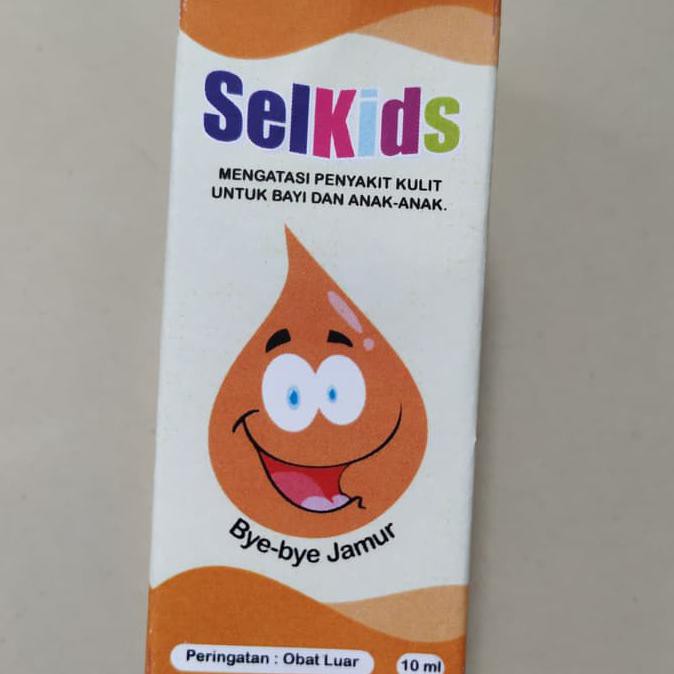 SelKids
MENGATASI PENYAKIT KULIT
UNTUK BAYI DAN ANAK-ANAK.
Bye-bye Jamur
Peringatan : Obat Luar
10 ml